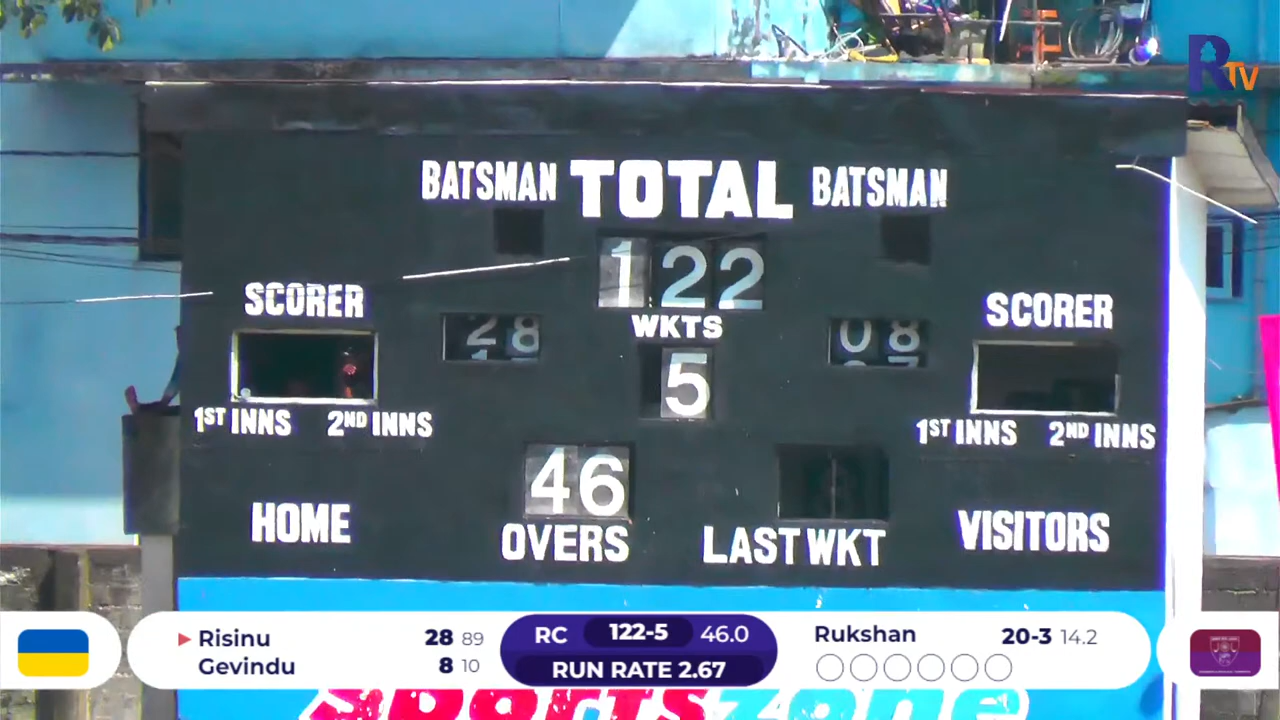 RTV
BATSMAN TOTAL BATSMAN
122
SCORER
SCORER
WKTS
28
08
5
1ST INNS 2ND INNS
1ST INNS 2ND INNS
46
HOME
OVERS
LAST WKT
VISITORS
Risinu 28 89
Gevindu 8 10
RC 122-5 46.0
RUN RATE 2.67
Rukshan 20-3 14.2
sportszone